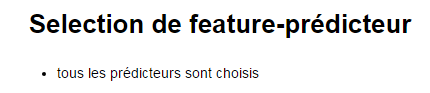 Selection de feature-prédicteur
tous les prédicteurs sont choisis